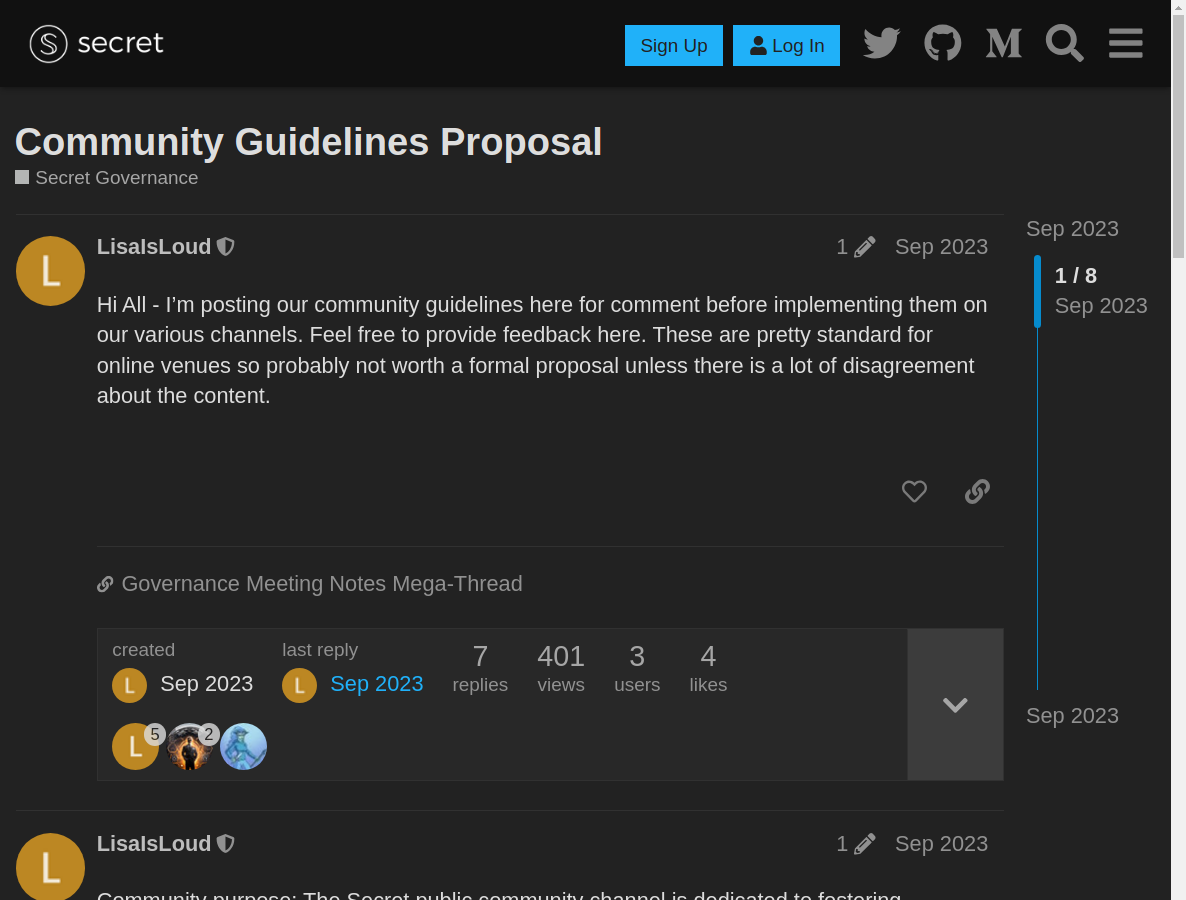 secret
Sign Up
Log In
Community Guidelines Proposal
Secret Governance
LisaIsLoud
1
Sep 2023
Hi All - I’m posting our community guidelines here for comment before implementing them on
our various channels. Feel free to provide feedback here. These are pretty standard for
online venues so probably not worth a formal proposal unless there is a lot of disagreement
about the content.
Sep 2023
1 / 8
Sep 2023
Sep 2023
Governance Meeting Notes Mega-Thread
created
L Sep 2023
last reply
L Sep 2023
7
replies
401
views
3
users
4
likes
L 5 2
L
LisaIsLoud
1
Sep 2023
L
Community purpose: The Secret public community channel is dedicated to fostering